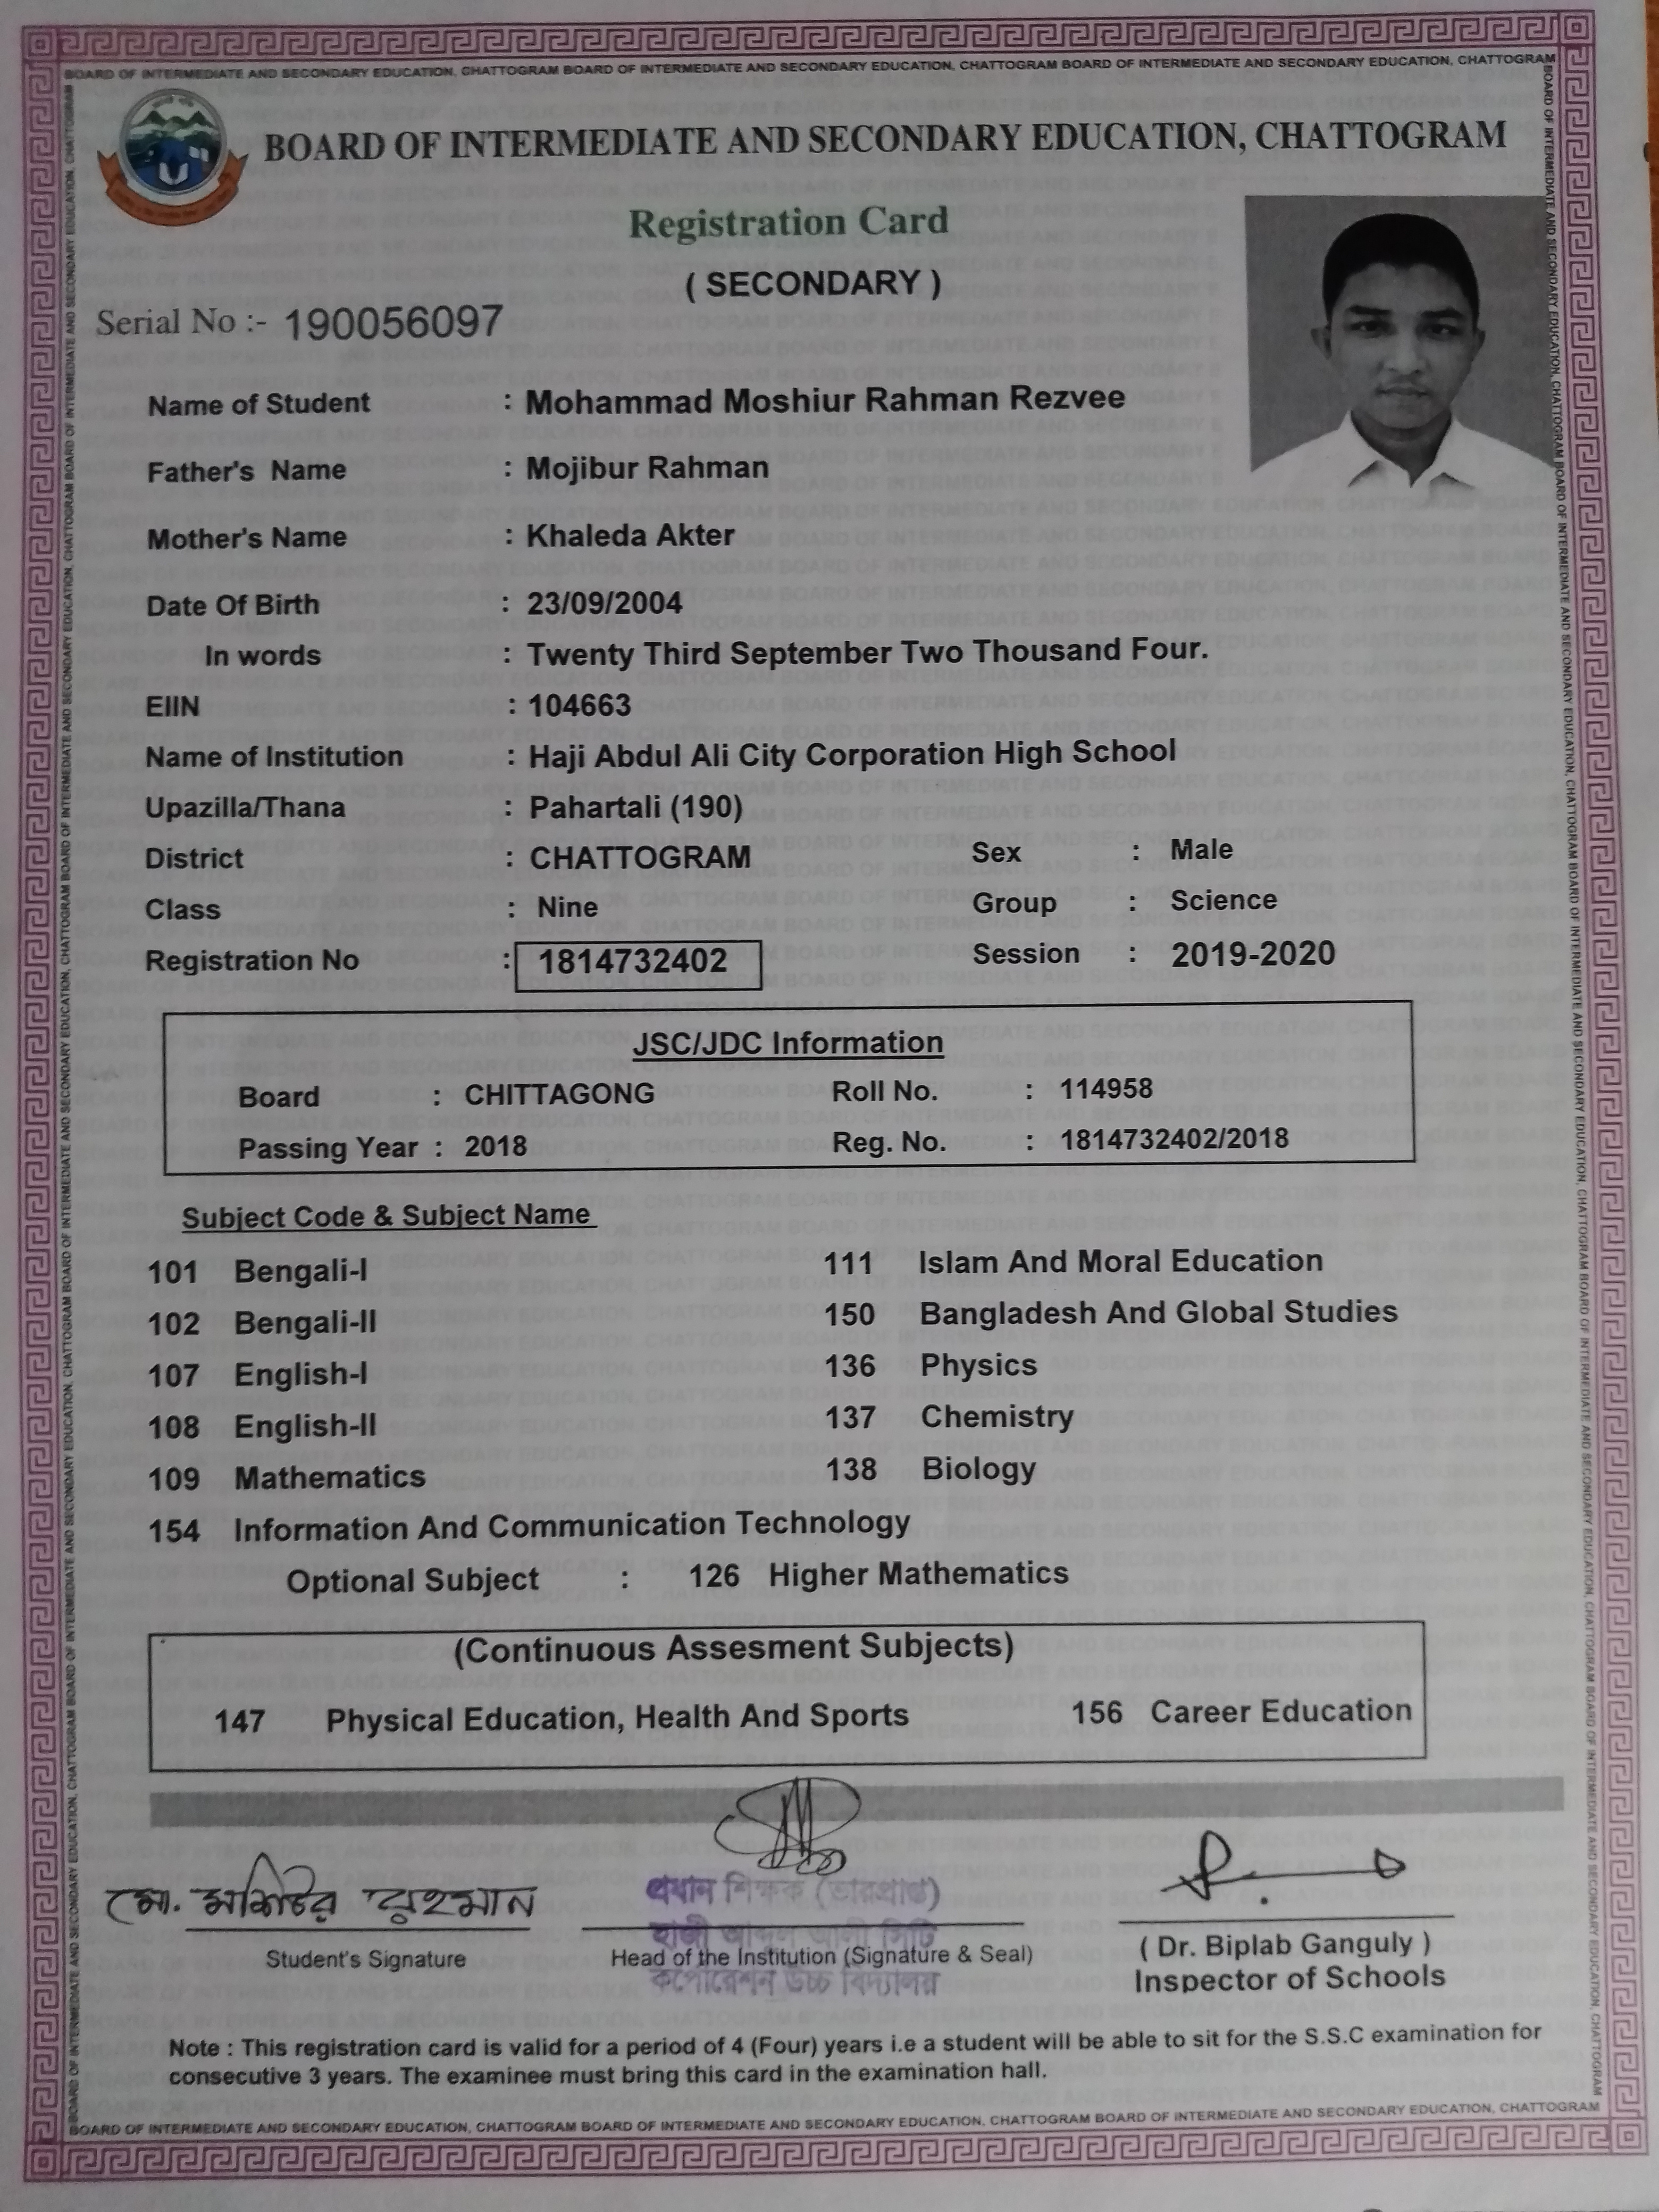 BOARD OF INTERMEDIATE AND SECONDARY EDUCATION, CHATTOGRAM BOARD OF INTERMEDIATE AND SECONDARY EDUCATION, CHATTOGRAM BOARD OF INTERMEDIATE AND SECONDARY EDUCATION, CHATTOGRAM
BOARD OF INTERMEDIATE AND SECONDARY EDUCATION, CHATTOGRAM
Registration Card
( SECONDARY )
Serial No :- 190056097
Name of Student : Mohammad Moshiur Rahman Rezvee
Father's Name : Mojibur Rahman
Mother's Name : Khaleda Akter
Date Of Birth : 23/09/2004
In words : Twenty Third September Two Thousand Four.
EIIN : 104663
Name of Institution : Haji Abdul Ali City Corporation High School
Upazilla/Thana : Pahartali (190)
District : CHATTOGRAM Sex : Male
Class : Nine Group : Science
Registration No : 1814732402 Session : 2019-2020
JSC/JDC Information
Board : CHITTAGONG Roll No. : 114958
Passing Year : 2018 Reg. No. : 1814732402/2018
Subject Code & Subject Name
101 Bengali-I 111 Islam And Moral Education
102 Bengali-II 150 Bangladesh And Global Studies
107 English-I 136 Physics
108 English-II 137 Chemistry
109 Mathematics 138 Biology
154 Information And Communication Technology
Optional Subject : 126 Higher Mathematics
(Continuous Assesment Subjects)
147 Physical Education, Health And Sports 156 Career Education
মো. মশিউর রহমান
প্রধান শিক্ষক (ভারপ্রাপ্ত)
হাজী আব্দুল আলী সিটি
Student's Signature Head of the Institution (Signature & Seal) ( Dr. Biplab Ganguly )
কর্পোরেশন উচ্চ বিদ্যালয় Inspector of Schools
Note : This registration card is valid for a period of 4 (Four) years i.e a student will be able to sit for the S.S.C examination for
consecutive 3 years. The examinee must bring this card in the examination hall.
BOARD OF INTERMEDIATE AND SECONDARY EDUCATION, CHATTOGRAM BOARD OF INTERMEDIATE AND SECONDARY EDUCATION, CHATTOGRAM BOARD OF INTERMEDIATE AND SECONDARY EDUCATION, CHATTOGRAM